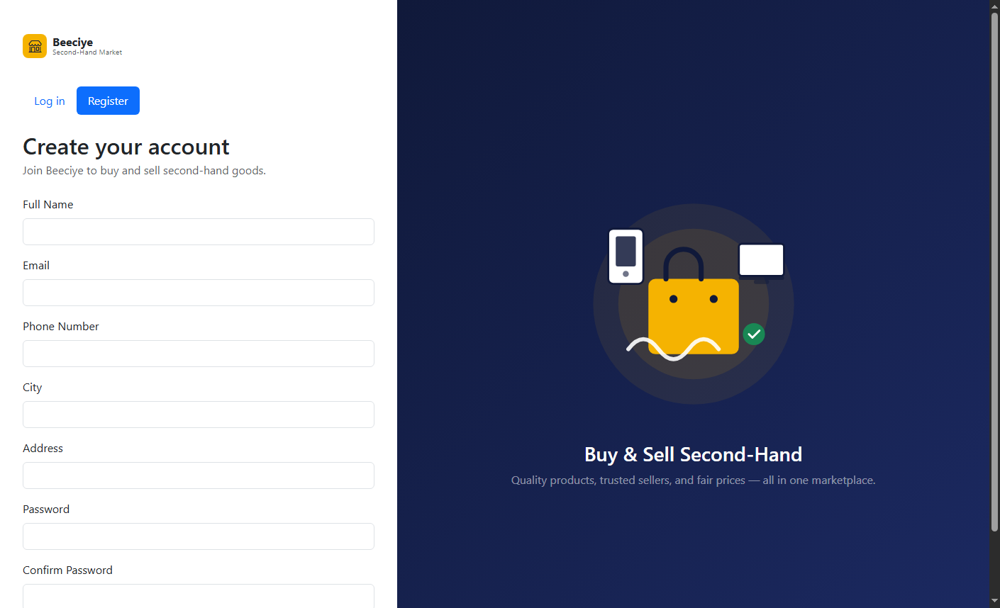 Beeciye
Second-Hand Market
Log in
Register
Create your account
Join Beeciye to buy and sell second-hand goods.
Full Name
Email
Phone Number
City
Address
Password
Confirm Password
Buy & Sell Second-Hand
Quality products, trusted sellers, and fair prices — all in one marketplace.